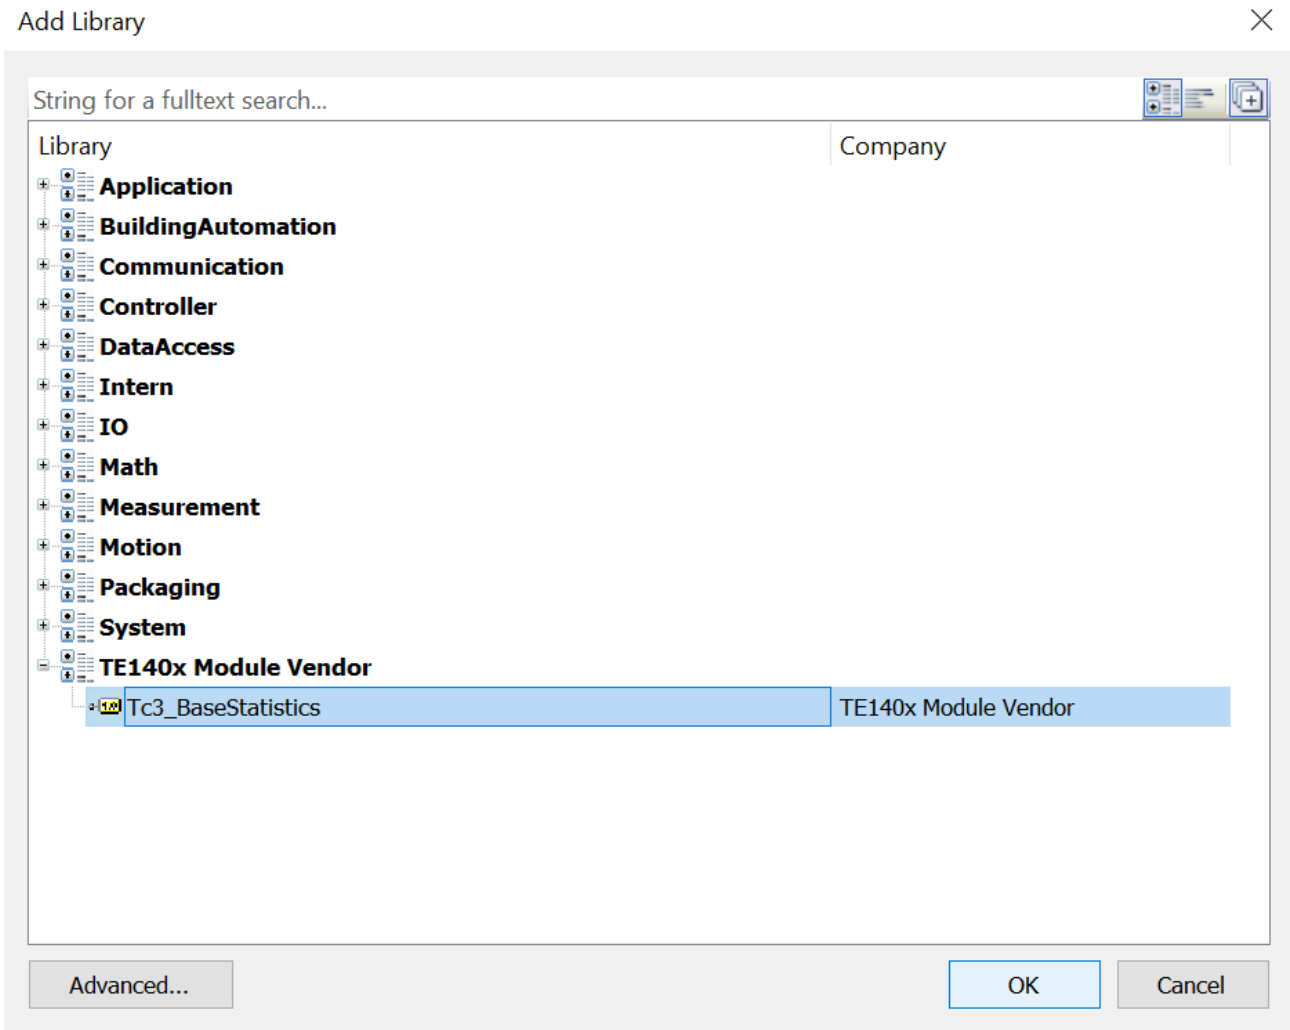 Add Library
String for a fulltext search...
Library Company
Application
BuildingAutomation
Communication
Controller
DataAccess
Intern
IO
Math
Measurement
Motion
Packaging
System
TE140x Module Vendor
Tc3_BaseStatistics TE140x Module Vendor
Advanced... OK Cancel